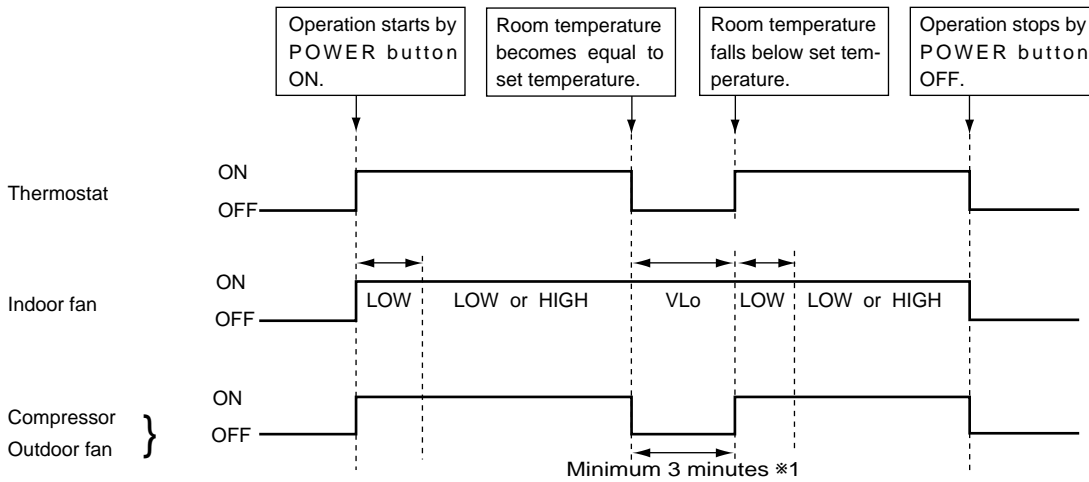 Operation starts by
POWER button
ON.
Room temperature
becomes equal to
set temperature.
Room temperature
falls below set tem-
perature.
Operation stops by
POWER button
OFF.
Thermostat
ON
OFF
Indoor fan
ON
OFF
LOW
LOW or HIGH
VLo
LOW
LOW or HIGH
Compressor
Outdoor fan
}
ON
OFF
Minimum 3 minutes ※1